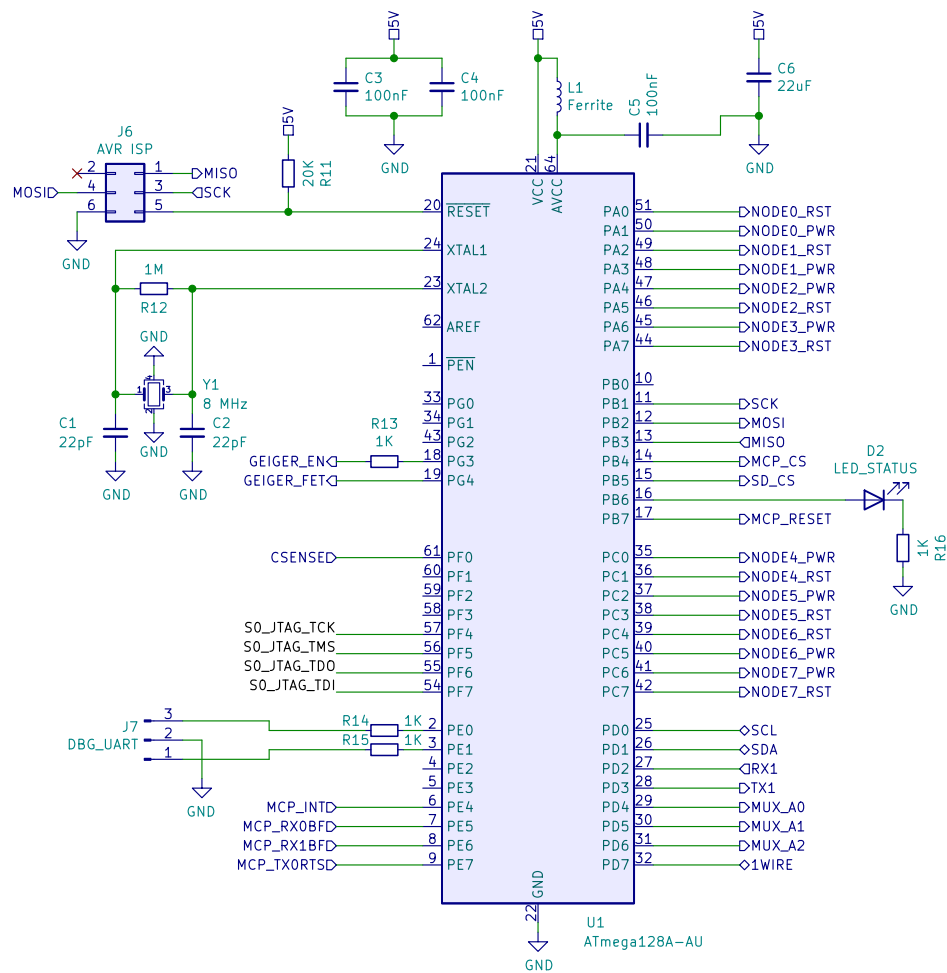 5V 5V 5V
C3 100nF C4 100nF
L1 Ferrite
C5 100nF
C6 22uF
GND GND
5V
J6
AVR ISP
2 1 MISO
MOSI 4 3 SCK
6 5
GND
20K R11
21 VCC 64 AVCC
20 RESET
24 XTAL1
23 XTAL2
62 AREF
1 PEN
33 PG0
34 PG1
43 PG2
GEIGER_EN R13 1K 18 PG3
GEIGER_FET 19 PG4
1M
R12
GND
4
1 3
2
Y1
8 MHz
GND
C1
22pF
C2
22pF
GND GND
CSENSE 61 PF0
60 PF1
59 PF2
58 PF3
S0_JTAG_TCK 57 PF4
S0_JTAG_TMS 56 PF5
S0_JTAG_TDO 55 PF6
S0_JTAG_TDI 54 PF7
J7
DBG_UART
3
2
1
GND
R14 1K 2 PE0
R15 1K 3 PE1
4 PE2
5 PE3
MCP_INT 6 PE4
MCP_RX0BF 7 PE5
MCP_RX1BF 8 PE6
MCP_TX0RTS 9 PE7
PA0 51 NODE0_RST
PA1 50 NODE0_PWR
PA2 49 NODE1_RST
PA3 48 NODE1_PWR
PA4 47 NODE2_PWR
PA5 46 NODE2_RST
PA6 45 NODE3_PWR
PA7 44 NODE3_RST
PB0 10
PB1 11 SCK
PB2 12 MOSI
PB3 13 MISO
PB4 14 MCP_CS
PB5 15 SD_CS
PB6 16
PB7 17 MCP_RESET
D2
LED_STATUS
1K R16
GND
PC0 35 NODE4_PWR
PC1 36 NODE4_RST
PC2 37 NODE5_PWR
PC3 38 NODE5_RST
PC4 39 NODE6_RST
PC5 40 NODE6_PWR
PC6 41 NODE7_PWR
PC7 42 NODE7_RST
PD0 25 SCL
PD1 26 SDA
PD2 27 RX1
PD3 28 TX1
PD4 29 MUX_A0
PD5 30 MUX_A1
PD6 31 MUX_A2
PD7 32 1WIRE
GND
22
U1
ATmega128A-AU
GND